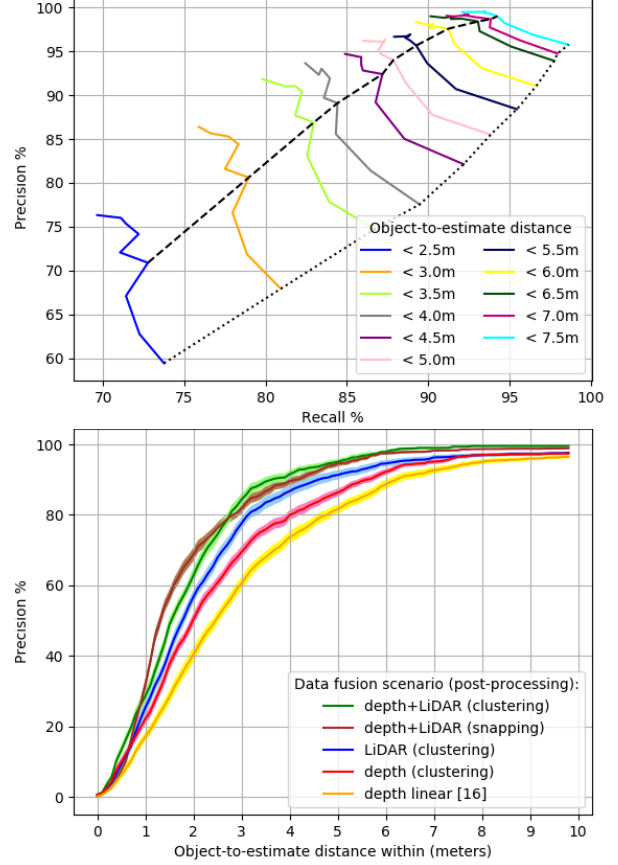 100
95
90
85
80
75
70
65
60
Precision %
Object-to-estimate distance
< 2.5m
< 3.0m
< 3.5m
< 4.0m
< 4.5m
< 5.0m
< 5.5m
< 6.0m
< 6.5m
< 7.0m
< 7.5m
70 75 80 85 90 95 100
Recall %
100
80
60
40
20
0
Precision %
Data fusion scenario (post-processing):
depth+LiDAR (clustering)
depth+LiDAR (snapping)
LiDAR (clustering)
depth (clustering)
depth linear [16]
0 1 2 3 4 5 6 7 8 9 10
Object-to-estimate distance within (meters)